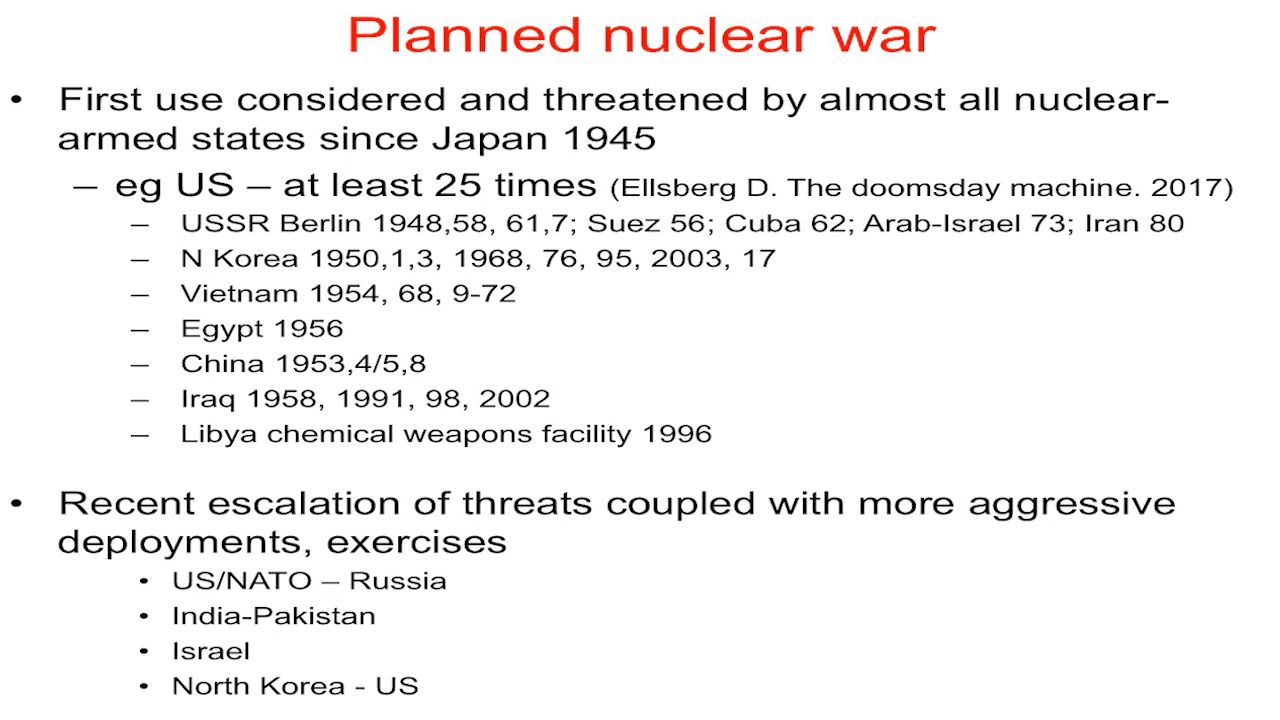 Planned nuclear war
• First use considered and threatened by almost all nuclear-
armed states since Japan 1945
– eg US – at least 25 times (Ellsberg D. The doomsday machine. 2017)
– USSR Berlin 1948,58, 61,7; Suez 56; Cuba 62; Arab-Israel 73; Iran 80
– N Korea 1950,1,3, 1968, 76, 95, 2003, 17
– Vietnam 1954, 68, 9-72
– Egypt 1956
– China 1953,4/5,8
– Iraq 1958, 1991, 98, 2002
– Libya chemical weapons facility 1996
• Recent escalation of threats coupled with more aggressive
deployments, exercises
• US/NATO – Russia
• India-Pakistan
• Israel
• North Korea - US